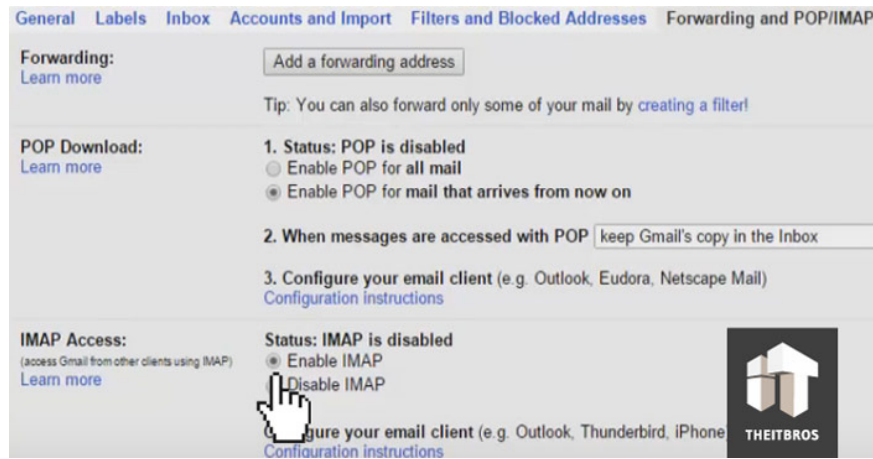 General Labels Inbox Accounts and Import Filters and Blocked Addresses Forwarding and POP/IMAP
Forwarding:
Learn more
Add a forwarding address
Tip: You can also forward only some of your mail by creating a filter!
POP Download:
Learn more
1. Status: POP is disabled
Enable POP for all mail
Enable POP for mail that arrives from now on
2. When messages are accessed with POP keep Gmail's copy in the Inbox
3. Configure your email client (e.g. Outlook, Eudora, Netscape Mail)
Configuration instructions
IMAP Access:
(access Gmail from other clients using IMAP)
Learn more
Status: IMAP is disabled
Enable IMAP
Disable IMAP
your email client (e.g. Outlook, Thunderbird, iPhone
Configuration instructions
THEITBROS